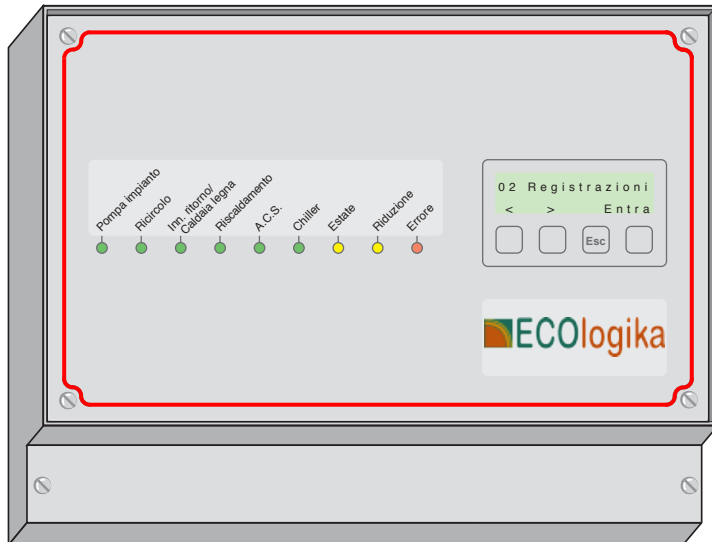 Pompa impianto
Ricircolo
Inn. ritorno/
Caldaia legna
Riscaldamento
A.C.S.
Chiller
Estate
Riduzione
Errore
02 Registrazioni
< > Entra
Esc
ECOlogika